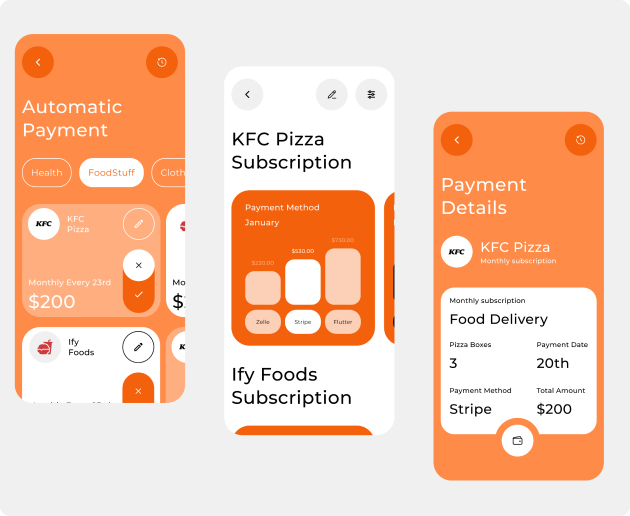 Automatic
Payment
Health
FoodStuff
Cloth
KFC
KFC
Pizza
Monthly Every 23rd
$200
Mo
$
Ify
Foods
K
KFC Pizza
Subscription
Payment Method
January
$230.00
$530.00
$730.00
Zelle
Stripe
Flutter
Ify Foods
Subscription
Payment
Details
KFC
KFC Pizza
Monthly subscription
Monthly subscription
Food Delivery
Pizza Boxes
Payment Date
3
20th
Payment Method
Total Amount
Stripe
$200